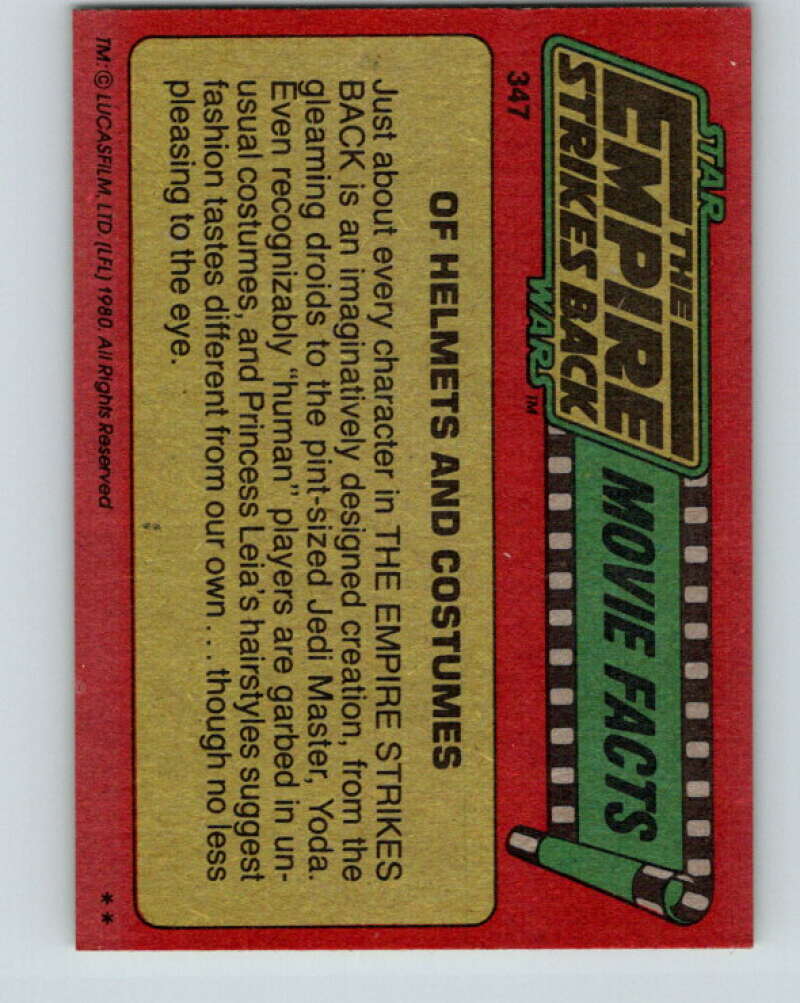 STAR
THE
EMPIRE
STRIKES BACK
WARS™
MOVIE FACTS
347
OF HELMETS AND COSTUMES
Just about every character in THE EMPIRE STRIKES
BACK is an imaginatively designed creation, from the
gleaming droids to the pint-sized Jedi Master, Yoda.
Even recognizably "human" players are garbed in un-
usual costumes, and Princess Leia's hairstyles suggest
fashion tastes different from our own ... though no less
pleasing to the eye.
TM: © LUCASFILM, LTD. (LFL) 1980. All Rights Reserved
**